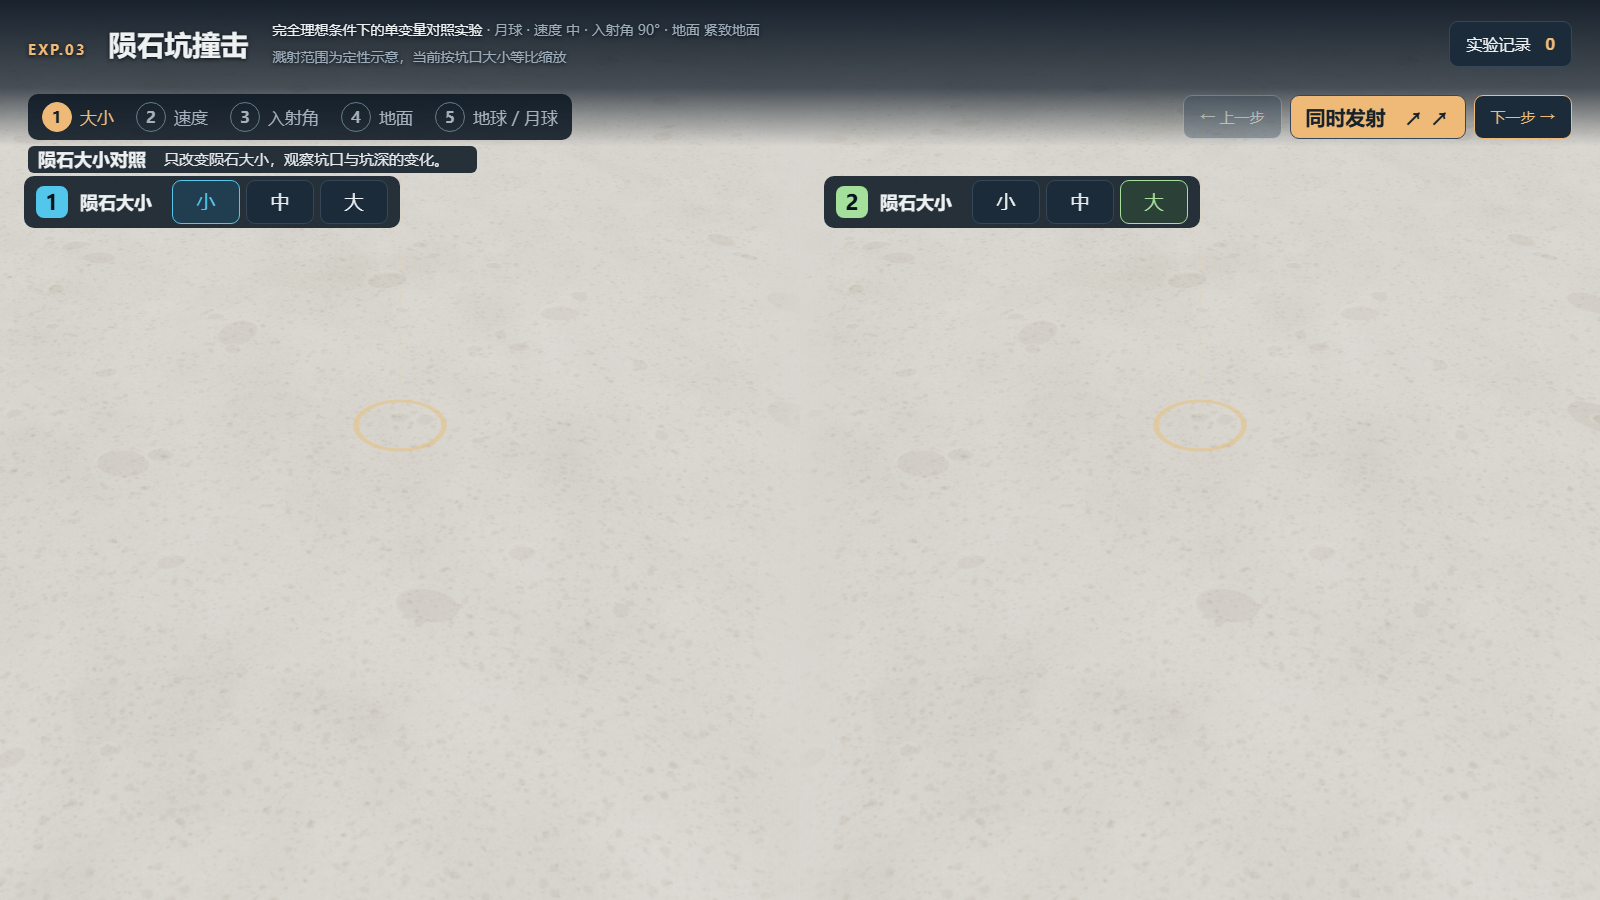 EXP.03 陨石坑撞击
完全理想条件下的单变量对照实验 · 月球 · 速度 中 · 入射角 90° · 地面 紧致地面
溅射范围为定性示意，当前按坑口大小等比缩放
实验记录 0
1 大小 2 速度 3 入射角 4 地面 5 地球 / 月球
← 上一步 同时发射 ↗ ↗ 下一步 →
陨石大小对照 只改变陨石大小，观察坑口与坑深的变化。
1 陨石大小 小 中 大
2 陨石大小 小 中 大